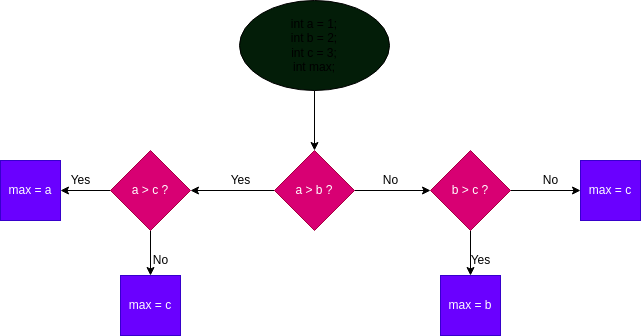 int a = 1;
int b = 2;
int c = 3;
int max;
Yes
Yes
No
No
max = a
a > c ?
a > b ?
b > c ?
max = c
No
Yes
max = c
max = b